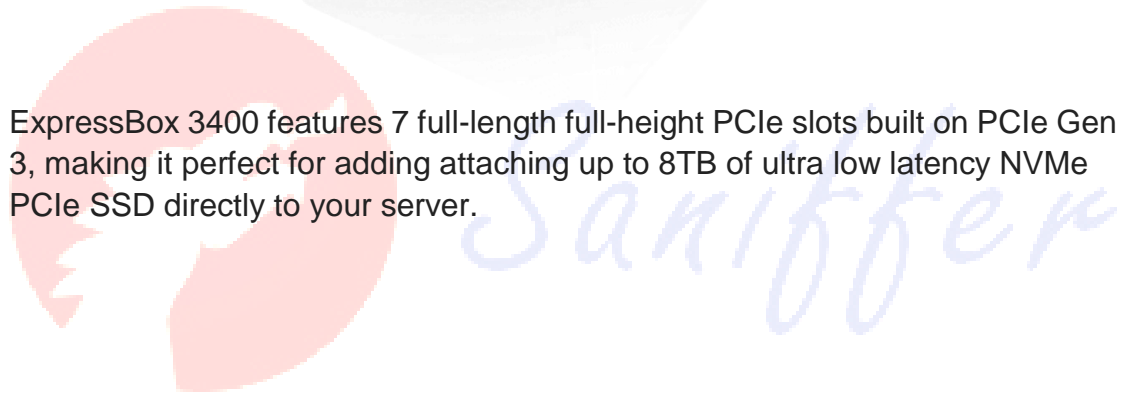 ExpressBox 3400 features 7 full-length full-height PCIe slots built on PCIe Gen
3, making it perfect for adding attaching up to 8TB of ultra low latency NVMe
PCIe SSD directly to your server.
Saniffer